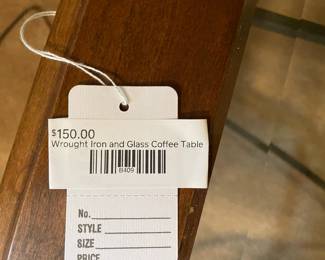 $150.00
Wrought Iron and Glass Coffee Table
B409
No.
STYLE
SIZE
PRICE